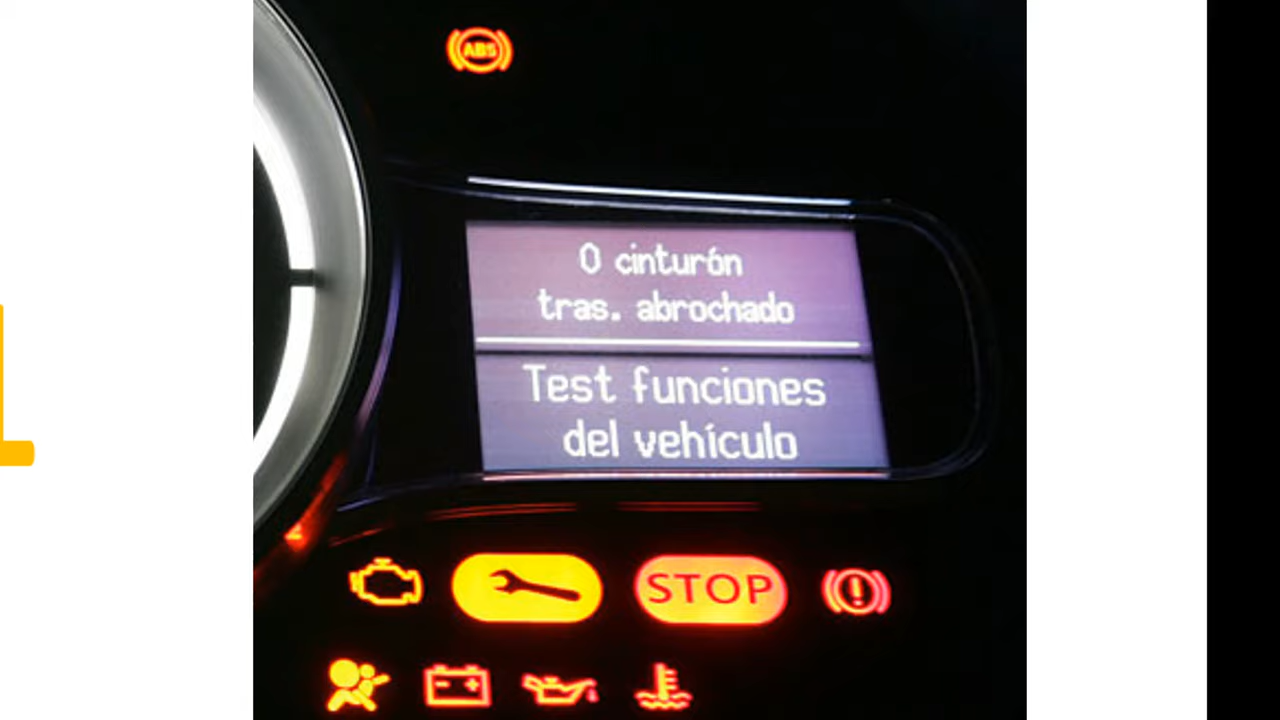 ABS
0 cinturón
tras. abrochado
Test funciones
del vehículo
STOP